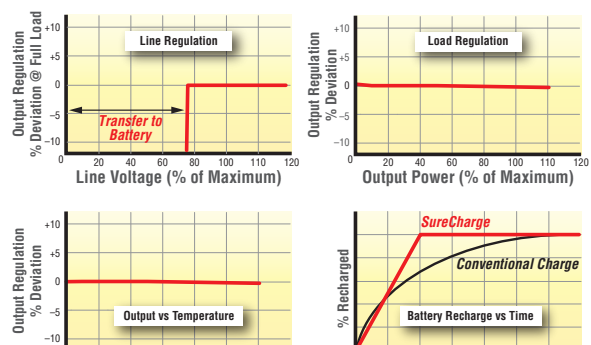 Line Regulation
Output Regulation
% Deviation @ Full Load
+10
+5
0
–5
–10
Transfer to
Battery
0 20 40 60 80 100 110 120
Line Voltage (% of Maximum)
Load Regulation
Output Regulation
% Deviation
+10
+5
0
–5
–10
0 20 40 60 80 100 110 120
Output Power (% of Maximum)
Output Regulation
% Deviation
+5
0
–5
–10
Output vs Temperature
% Recharged
SureCharge
Conventional Charge
Battery Recharge vs Time